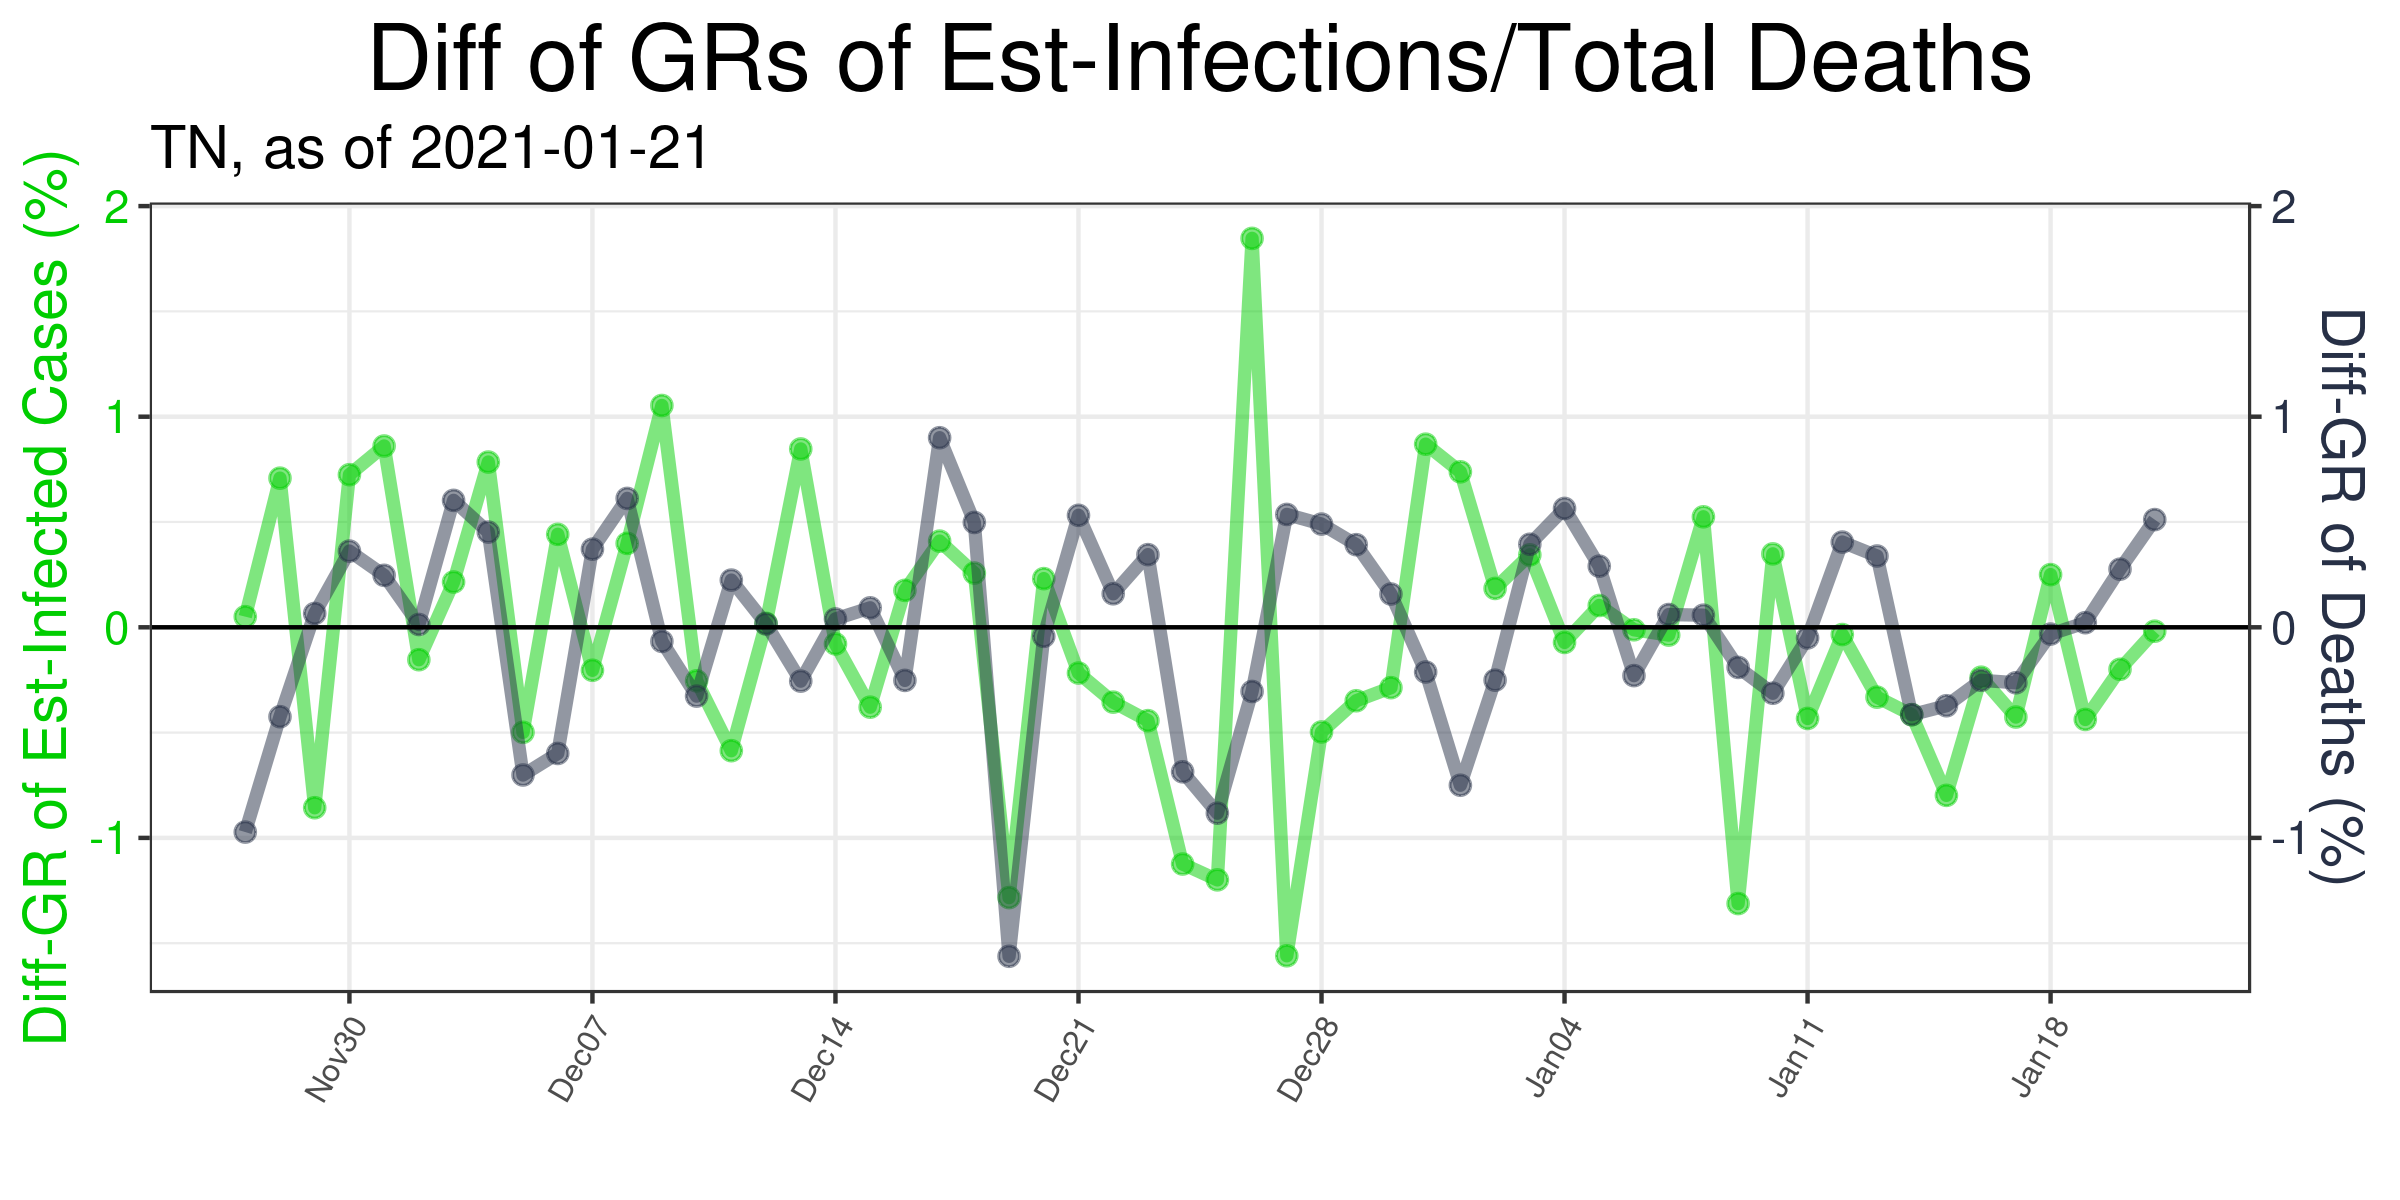 Diff of GRs of Est-Infections/Total Deaths
TN, as of 2021-01-21
Diff-GR of Est-Infected Cases (%)
2
1
0
-1
2
1
0
-1
Diff-GR of Deaths (%)
Nov30
Dec07
Dec14
Dec21
Dec28
Jan04
Jan11
Jan18